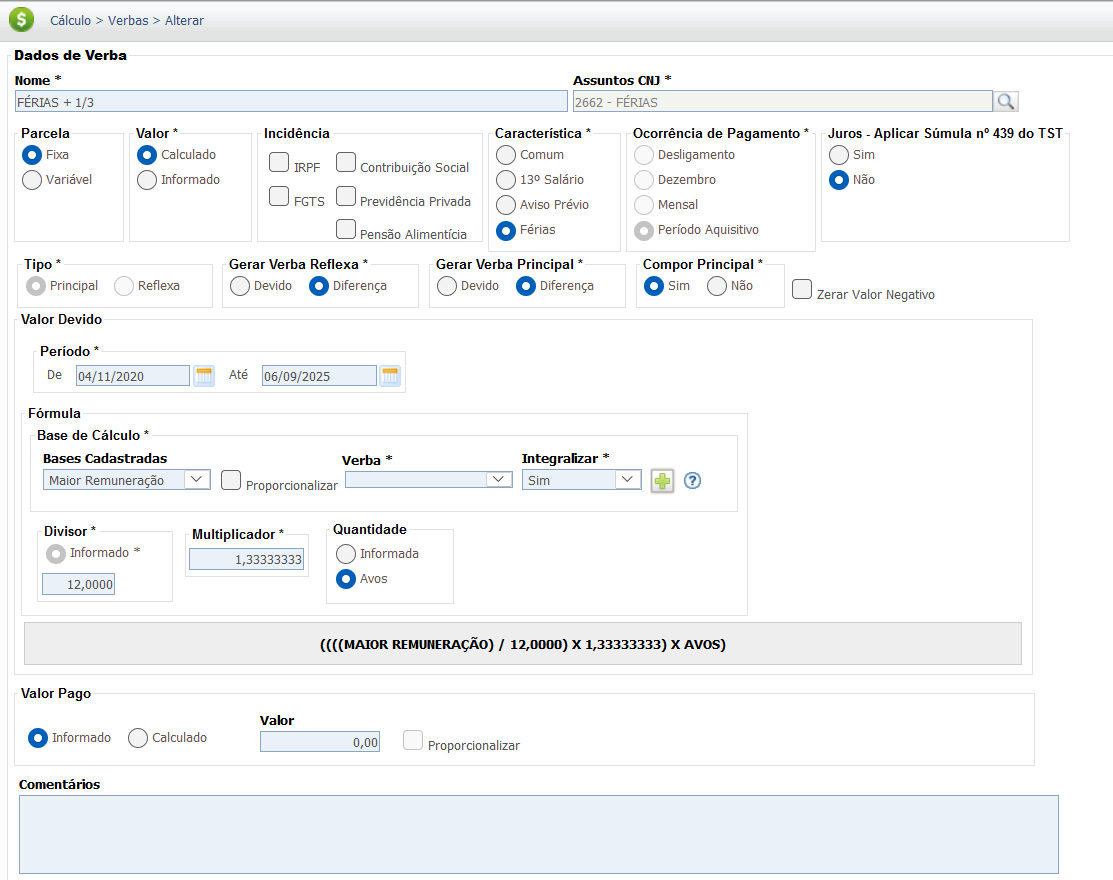 Cálculo > Verbas > Alterar
Dados de Verba
Nome * Assuntos CNJ *
FÉRIAS + 1/3 2662 - FÉRIAS
Parcela Valor * Incidência Característica * Ocorrência de Pagamento * Juros - Aplicar Súmula nº 439 do TST
Fixa Calculado IRPF Contribuição Social Comum Desligamento Sim
Variável Informado FGTS Previdência Privada 13º Salário Dezembro Não
Pensão Alimentícia Aviso Prévio Mensal
Férias Período Aquisitivo
Tipo * Gerar Verba Reflexa * Gerar Verba Principal * Compor Principal *
Principal Reflexa Devido Diferença Devido Diferença Sim Não Zerar Valor Negativo
Valor Devido
Período *
De 04/11/2020 Até 06/09/2025
Fórmula
Base de Cálculo *
Bases Cadastradas Verba * Integralizar *
Maior Remuneração Proporcionalizar Sim ?
Divisor * Multiplicador * Quantidade
Informado * 1,33333333 Informada
12,0000 Avos
((((MAIOR REMUNERAÇÃO) / 12,0000) X 1,33333333) X AVOS)
Valor Pago
Valor
Informado Calculado 0,00 Proporcionalizar
Comentários